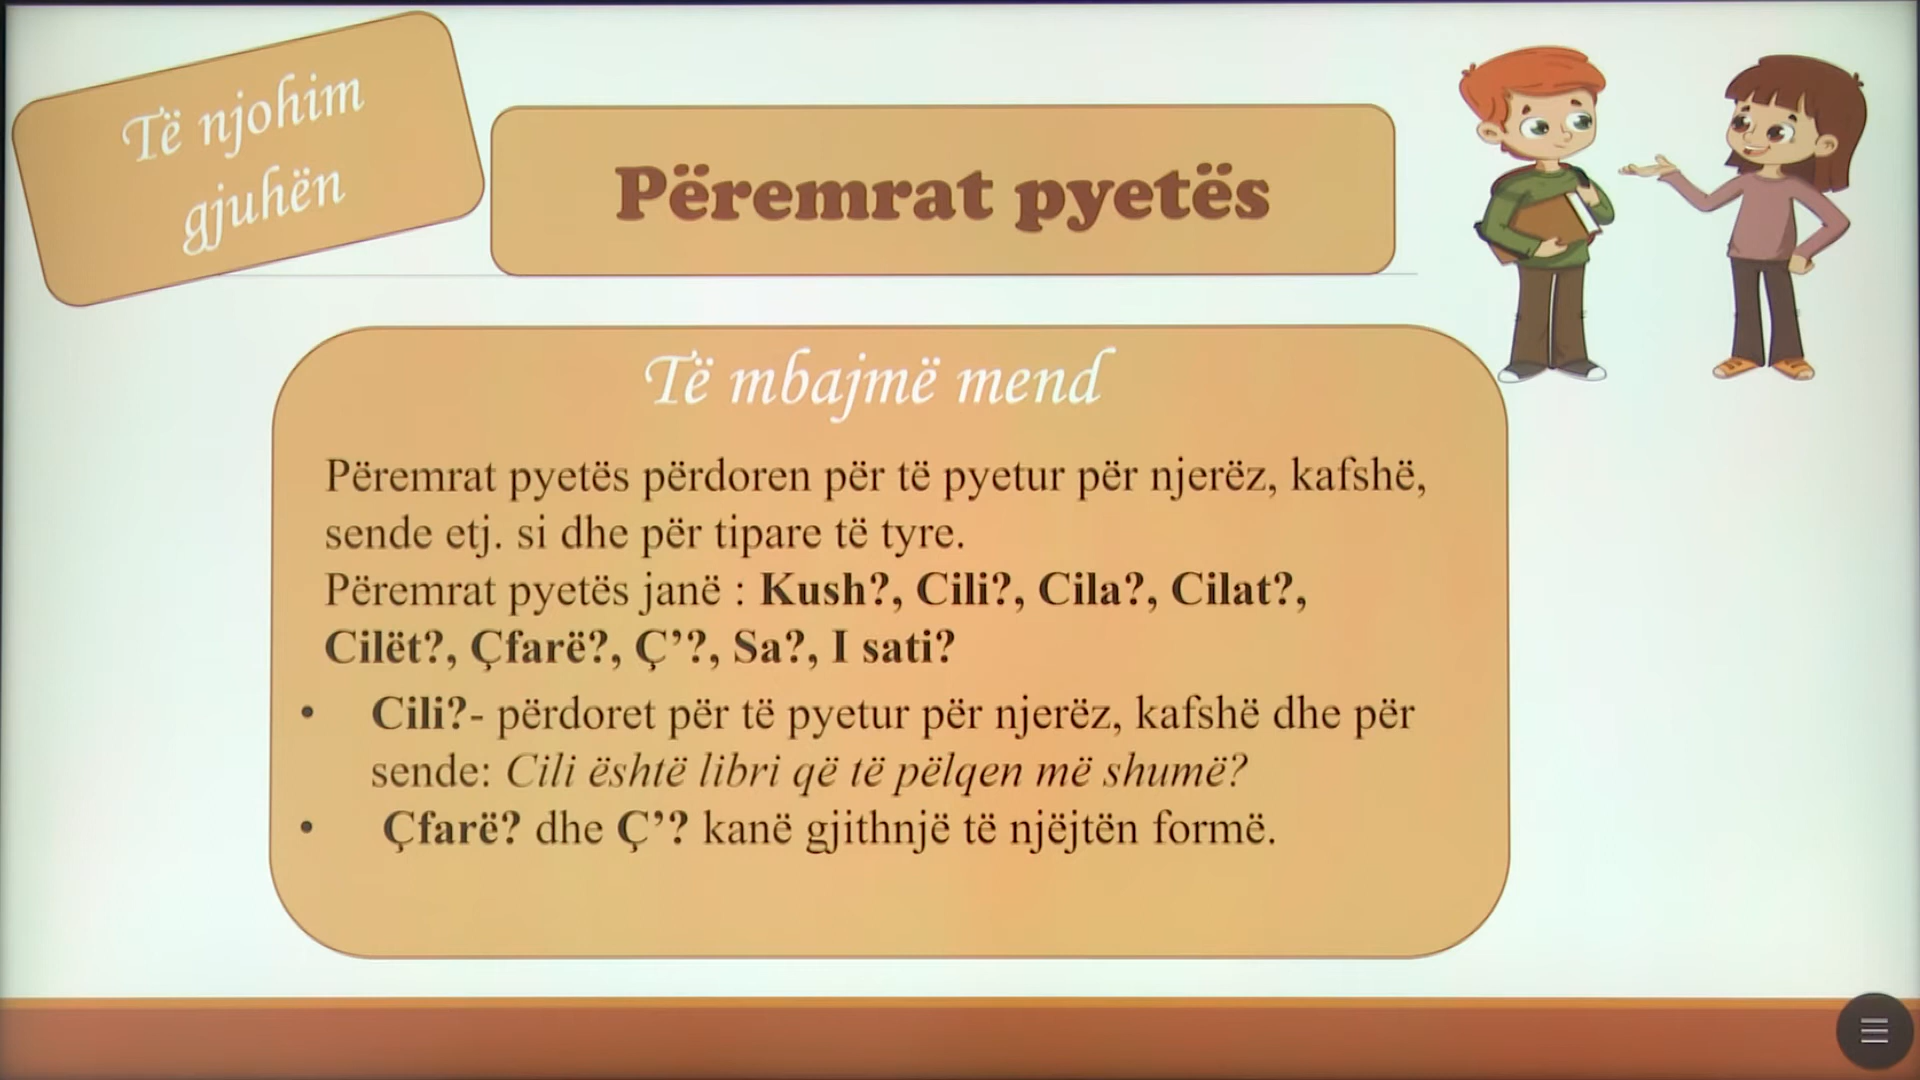 Të njohim
gjuhën
Përemrat pyetës
Të mbajmë mend
Përemrat pyetës përdoren për të pyetur për njerëz, kafshë,
sende etj. si dhe për tipare të tyre.
Përemrat pyetës janë : Kush?, Cili?, Cila?, Cilat?,
Cilët?, Çfarë?, Ç’?, Sa?, I sati?
• Cili?- përdoret për të pyetur për njerëz, kafshë dhe për
sende: Cili është libri që të pëlqen më shumë?
• Çfarë? dhe Ç’? kanë gjithnjë të njëjtën formë.